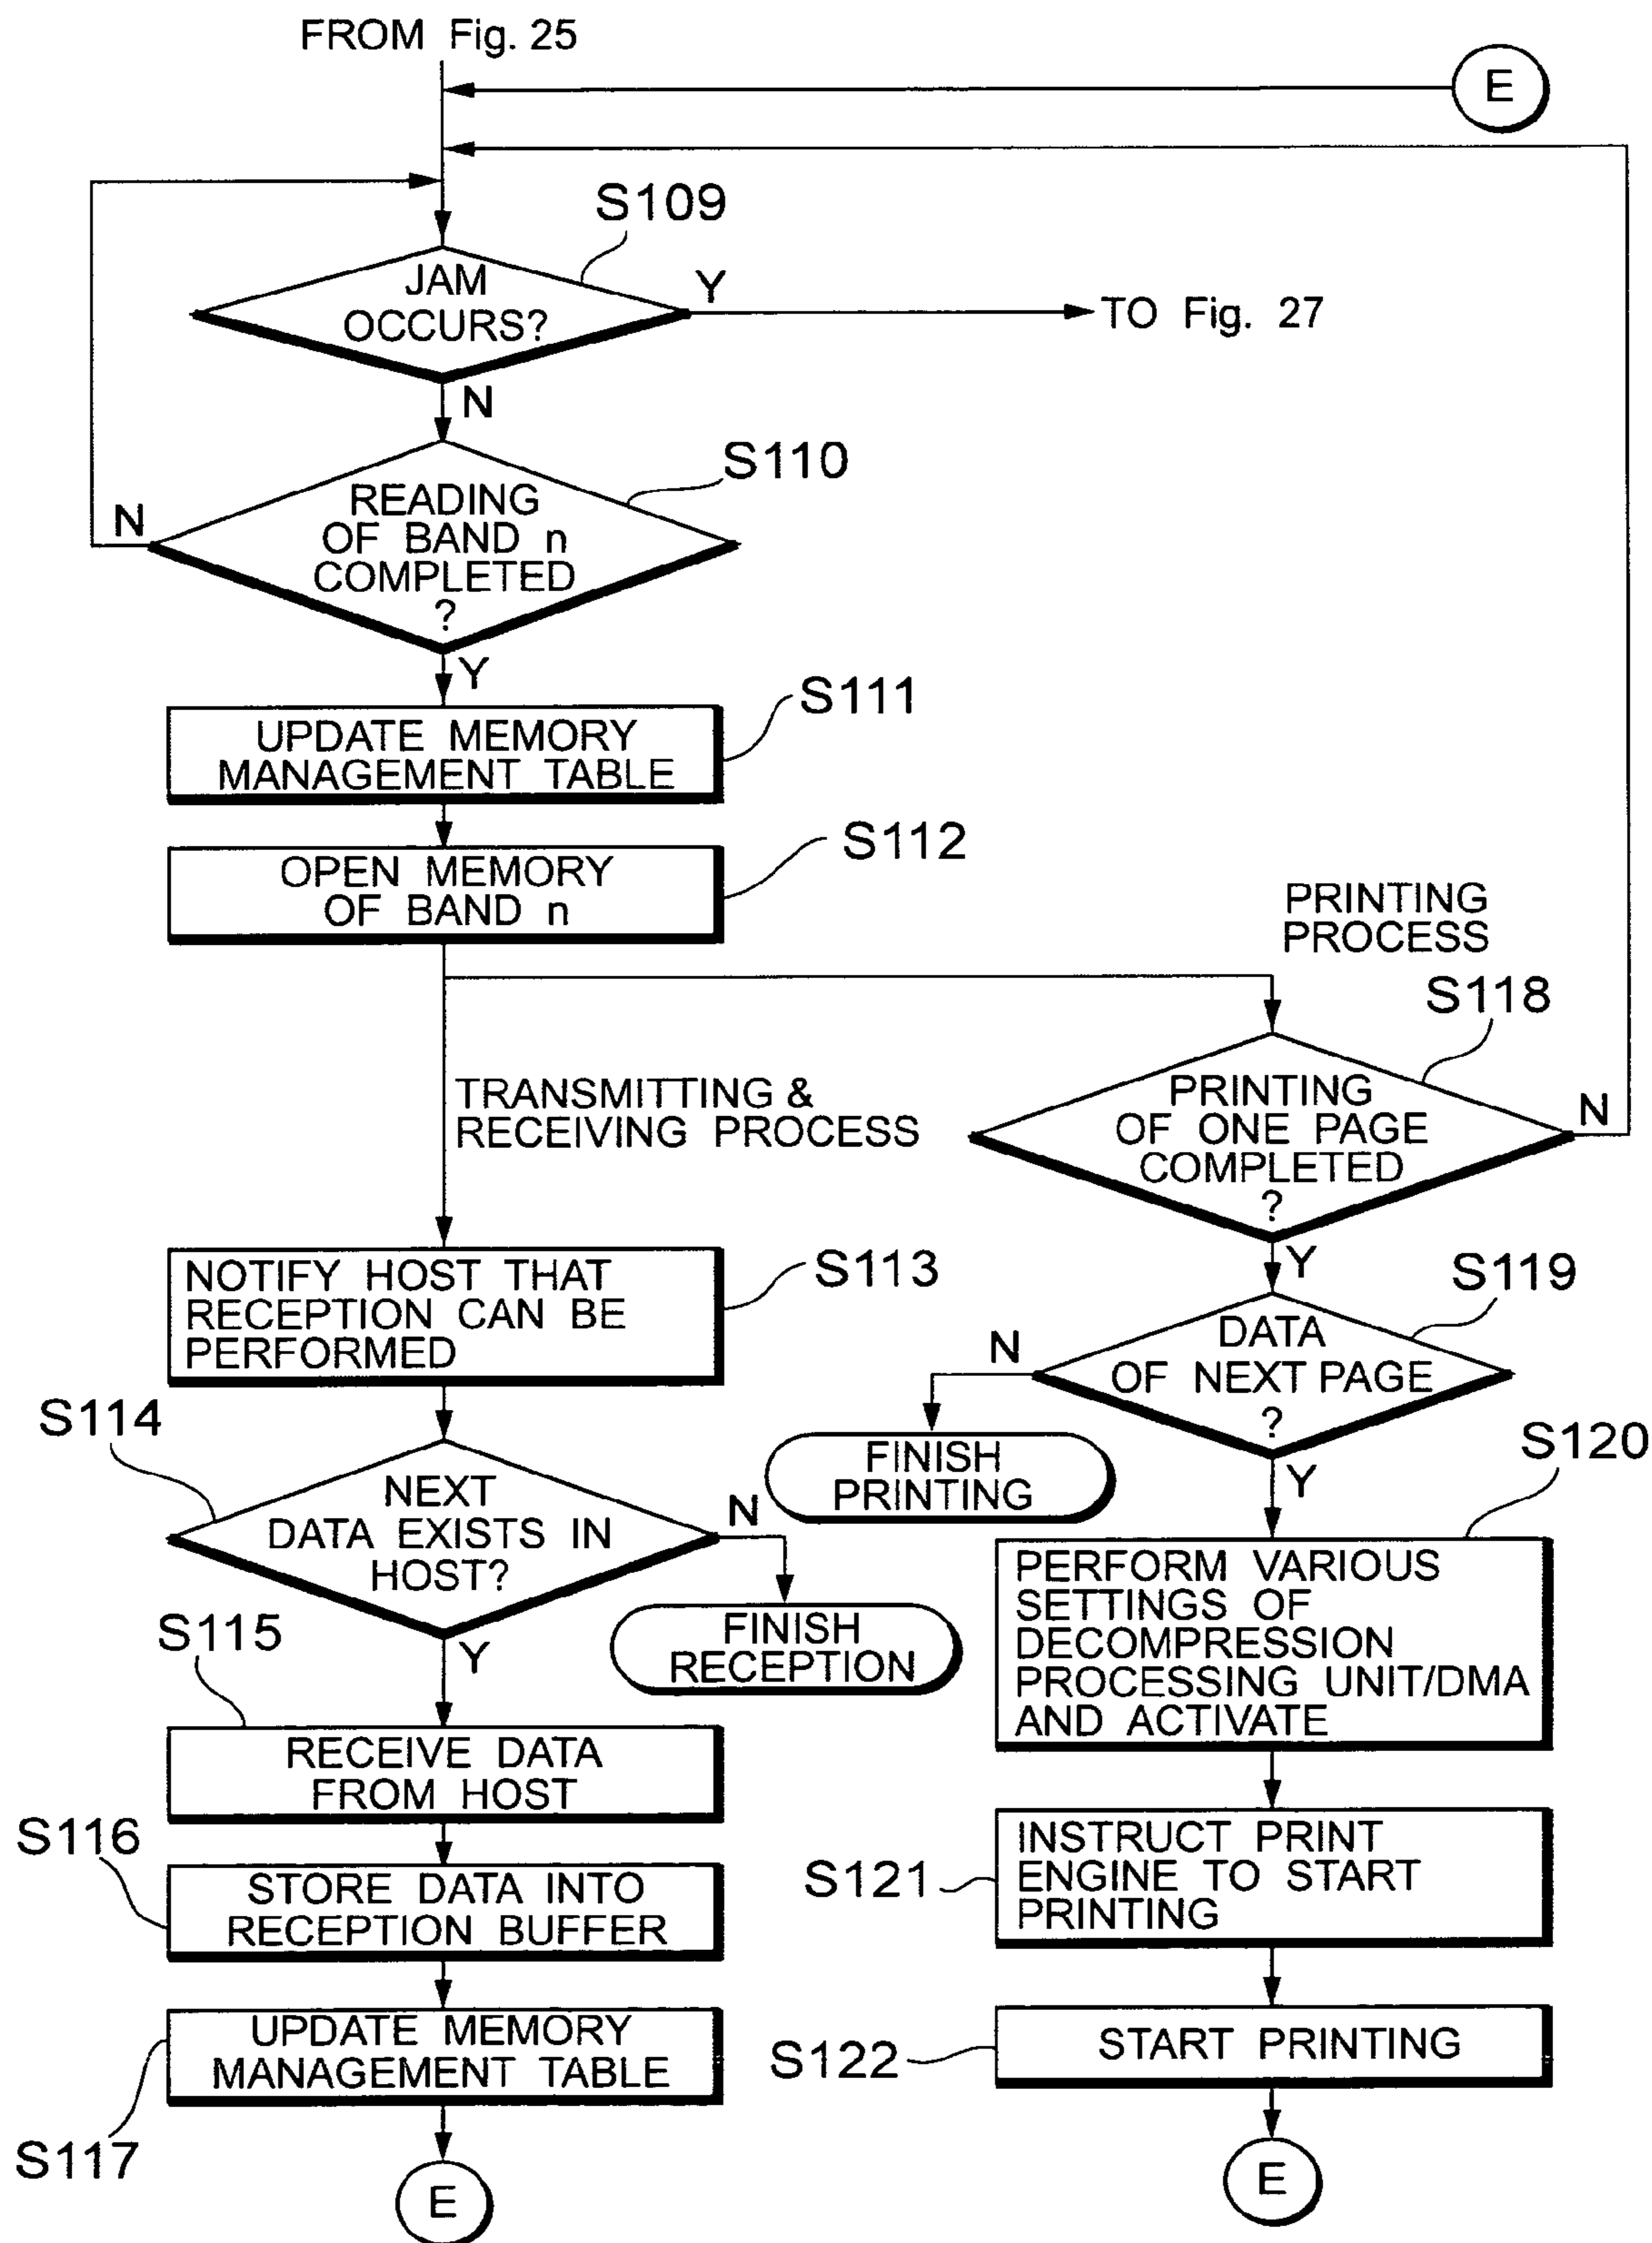 FROM Fig. 25
E
S109
JAM
OCCURS?
Y
TO Fig. 27
N
S110
READING
OF BAND n
COMPLETED
?
N
Y
S111
UPDATE MEMORY
MANAGEMENT TABLE
S112
OPEN MEMORY
OF BAND n
PRINTING
PROCESS
S118
TRANSMITTING &
RECEIVING PROCESS
PRINTING
OF ONE PAGE
COMPLETED
?
N
Y
S113
NOTIFY HOST THAT
RECEPTION CAN BE
PERFORMED
S119
DATA
OF NEXT PAGE
?
N
Y
FINISH
PRINTING
S114
NEXT
DATA EXISTS IN
HOST?
N
Y
FINISH
RECEPTION
S120
PERFORM VARIOUS
SETTINGS OF
DECOMPRESSION
PROCESSING UNIT/DMA
AND ACTIVATE
S115
RECEIVE DATA
FROM HOST
S116
STORE DATA INTO
RECEPTION BUFFER
S121
INSTRUCT PRINT
ENGINE TO START
PRINTING
S117
UPDATE MEMORY
MANAGEMENT TABLE
S122
START PRINTING
E
E